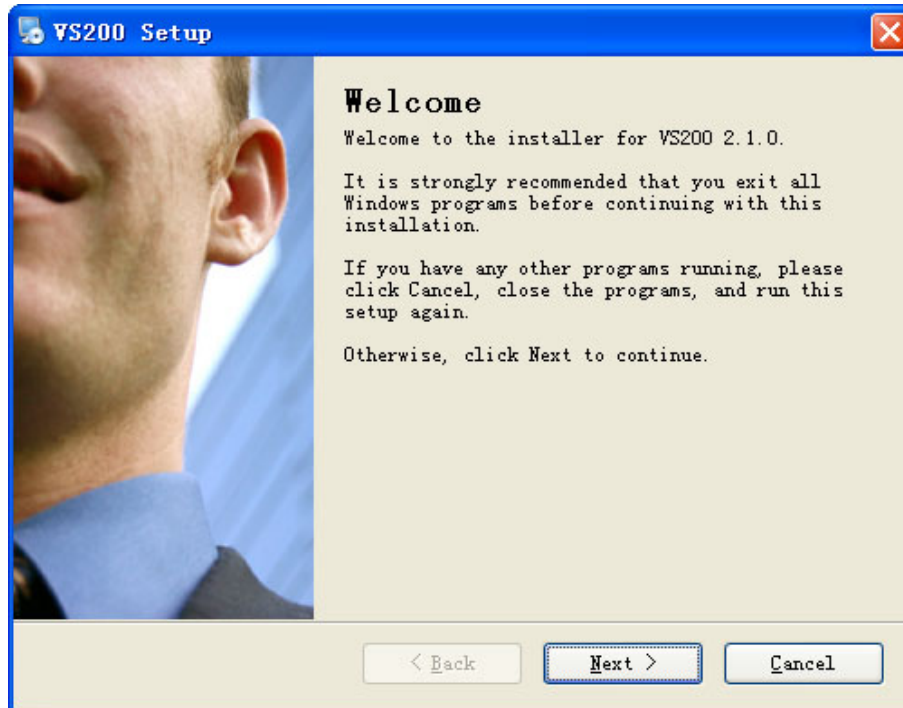 VS200 Setup
Welcome
Welcome to the installer for VS200 2.1.0.
It is strongly recommended that you exit all
Windows programs before continuing with this
installation.
If you have any other programs running, please
click Cancel, close the programs, and run this
setup again.
Otherwise, click Next to continue.
< Back Next > Cancel